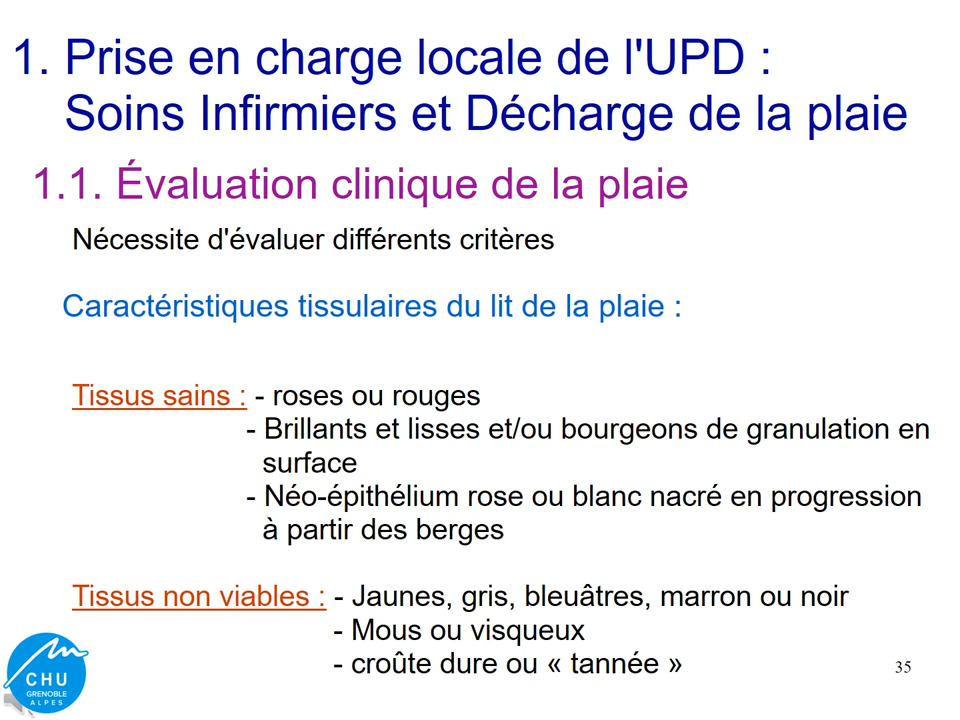 1. Prise en charge locale de l'UPD :
Soins Infirmiers et Décharge de la plaie
1.1. Évaluation clinique de la plaie
Nécessite d'évaluer différents critères
Caractéristiques tissulaires du lit de la plaie :
Tissus sains : - roses ou rouges
- Brillants et lisses et/ou bourgeons de granulation en
surface
- Néo-épithélium rose ou blanc nacré en progression
à partir des berges
Tissus non viables : - Jaunes, gris, bleuâtres, marron ou noir
- Mous ou visqueux
- croûte dure ou « tannée »
35
CHU
GRENOBLE
ALPES